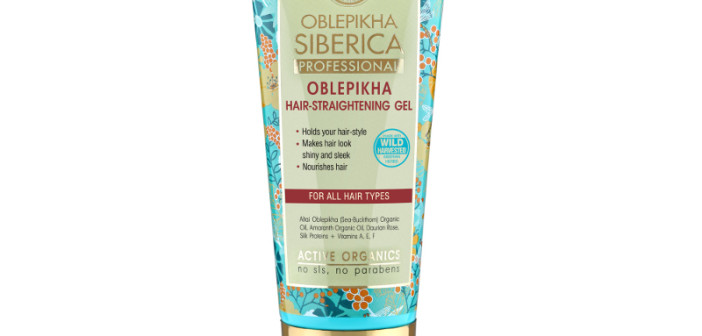 OBLEPIKHA
SIBERICA
PROFESSIONAL
OBLEPIKHA
HAIR-STRAIGHTENING GEL
• Holds your hair-style
• Makes hair look
shiny and sleek
• Nourishes hair
WILD
HARVESTED
FOR ALL HAIR TYPES
Altai Oblepikha (Sea-Buckthorn) Organic
Oil, Amaranth Organic Oil, Daurian Rose,
Silk Proteins + Vitamins A, E, F
ACTIVE ORGANICS
no sls, no parabens